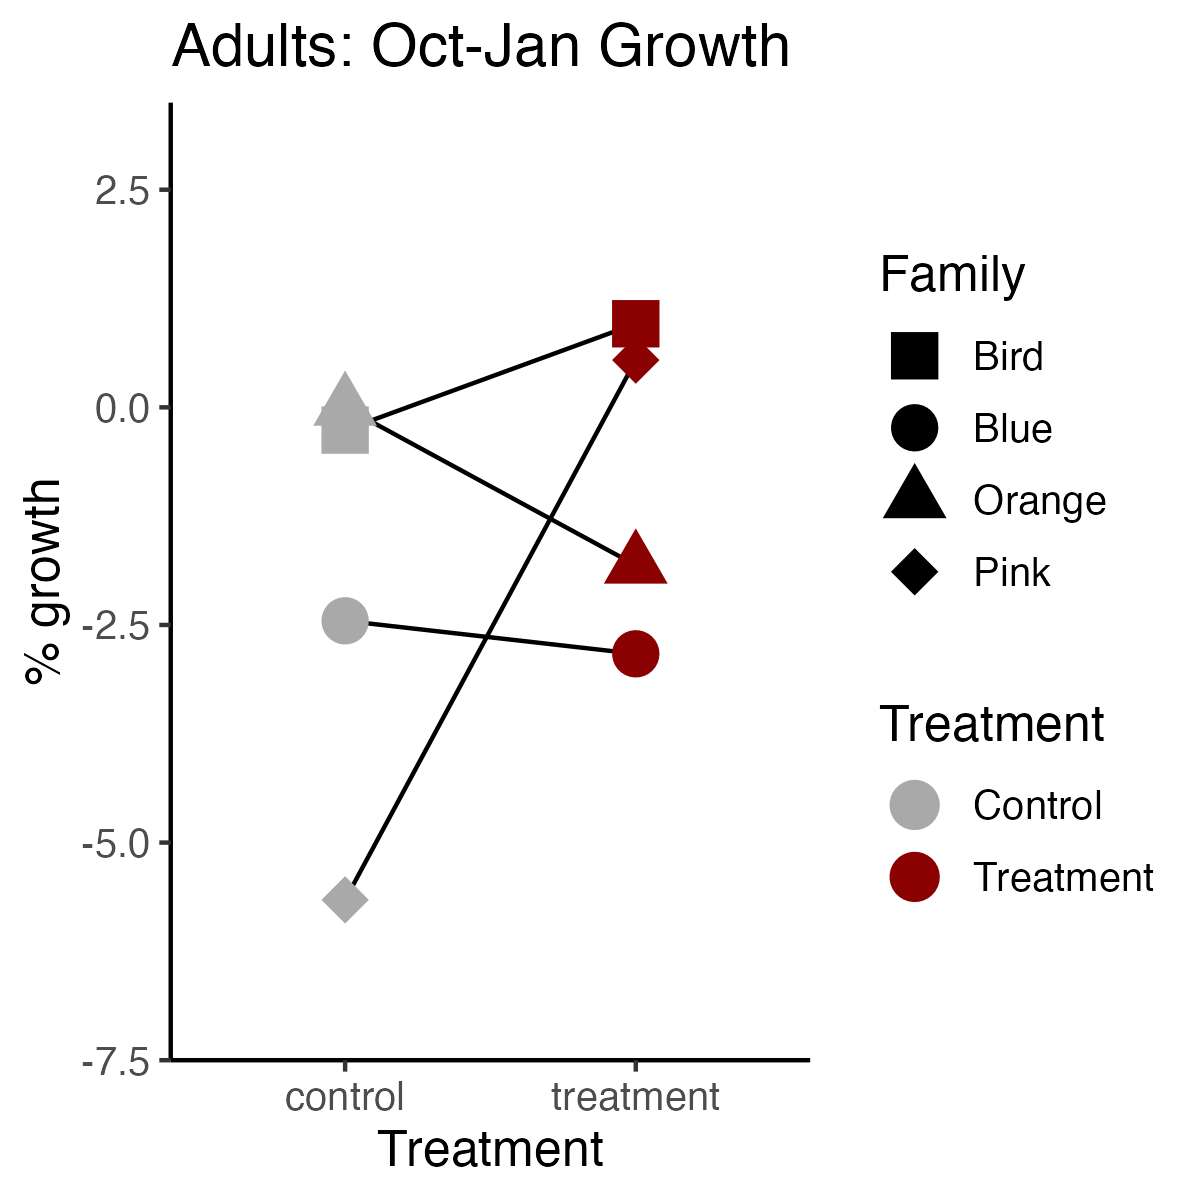 Adults: Oct-Jan Growth
2.5
0.0
-2.5
-5.0
-7.5
% growth
control
treatment
Treatment
Family
Bird
Blue
Orange
Pink
Treatment
Control
Treatment